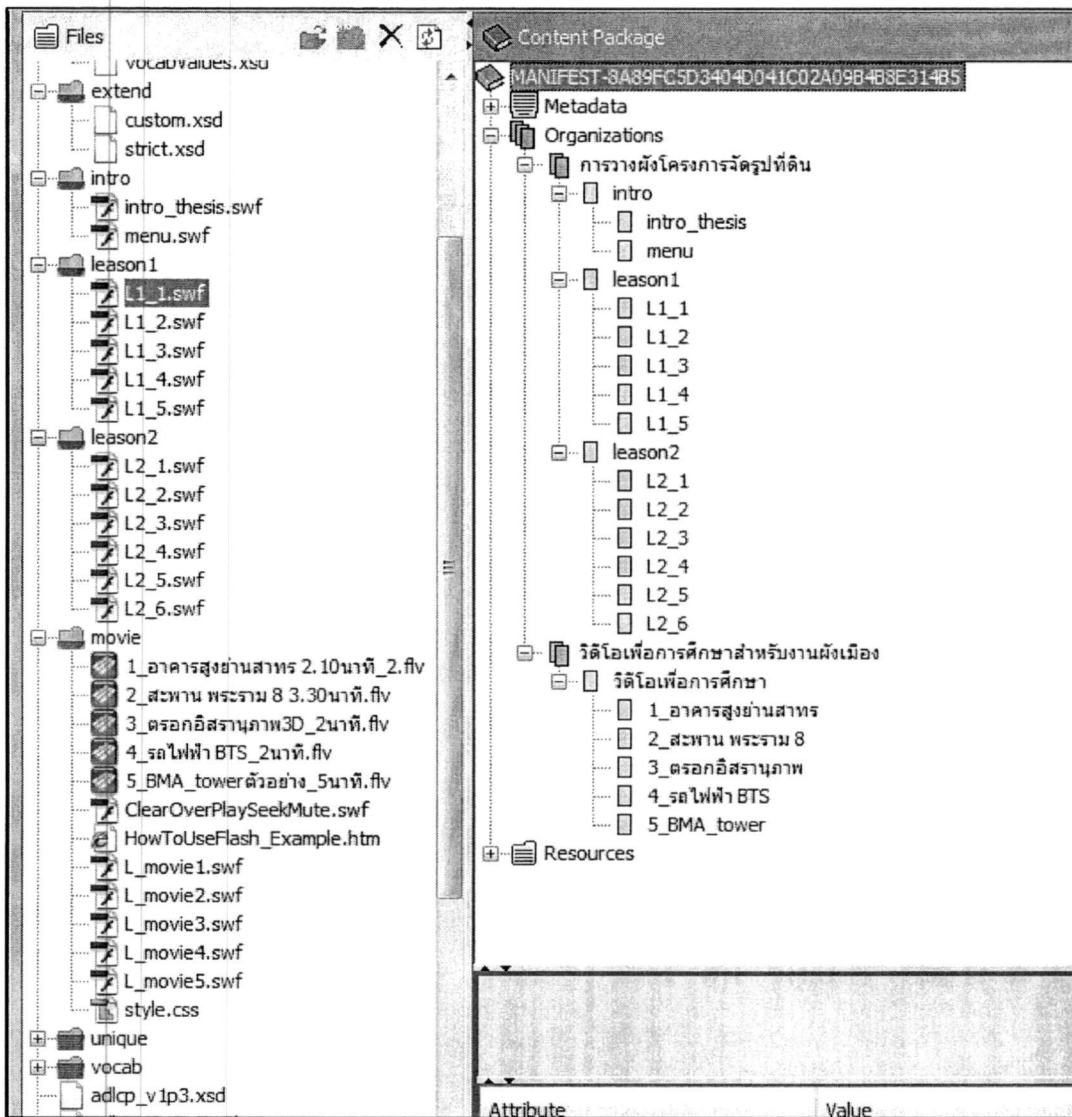 Files
vocabvalues.xsd
extend
custom.xsd
strict.xsd
intro
intro_thesis.swf
menu.swf
leason1
L1_1.swf
L1_2.swf
L1_3.swf
L1_4.swf
L1_5.swf
leason2
L2_1.swf
L2_2.swf
L2_3.swf
L2_4.swf
L2_5.swf
L2_6.swf
movie
1_อาคารสูงย่านสาทร 2.10นาที_2.flv
2_สะพาน พระราม 8 3.30นาที.flv
3_ตรอกอิสรานุภาพ3D_2นาที.flv
4_รถไฟฟ้า BTS_2นาที.flv
5_BMA_towerตัวอย่าง_5นาที.flv
ClearOverPlaySeekMute.swf
HowToUseFlash_Example.htm
L_movie1.swf
L_movie2.swf
L_movie3.swf
L_movie4.swf
L_movie5.swf
style.css
unique
vocab
adlcp_v1p3.xsd
Content Package
MANIFEST-8A89FC5D3404D041C02A09B4B8E314B5
Metadata
Organizations
การวางผังโครงการจัดรูปที่ดิน
intro
intro_thesis
menu
leason1
L1_1
L1_2
L1_3
L1_4
L1_5
leason2
L2_1
L2_2
L2_3
L2_4
L2_5
L2_6
วิดีโอเพื่อการศึกษาสำหรับงานผังเมือง
วิดีโอเพื่อการศึกษา
1_อาคารสูงย่านสาทร
2_สะพาน พระราม 8
3_ตรอกอิสรานุภาพ
4_รถไฟฟ้า BTS
5_BMA_tower
Resources
Attribute Value